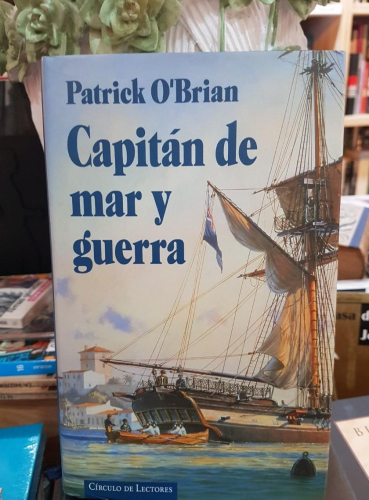 Patrick O'Brian
Capitán de
mar y
guerra
CÍRCULO DE LECTORES